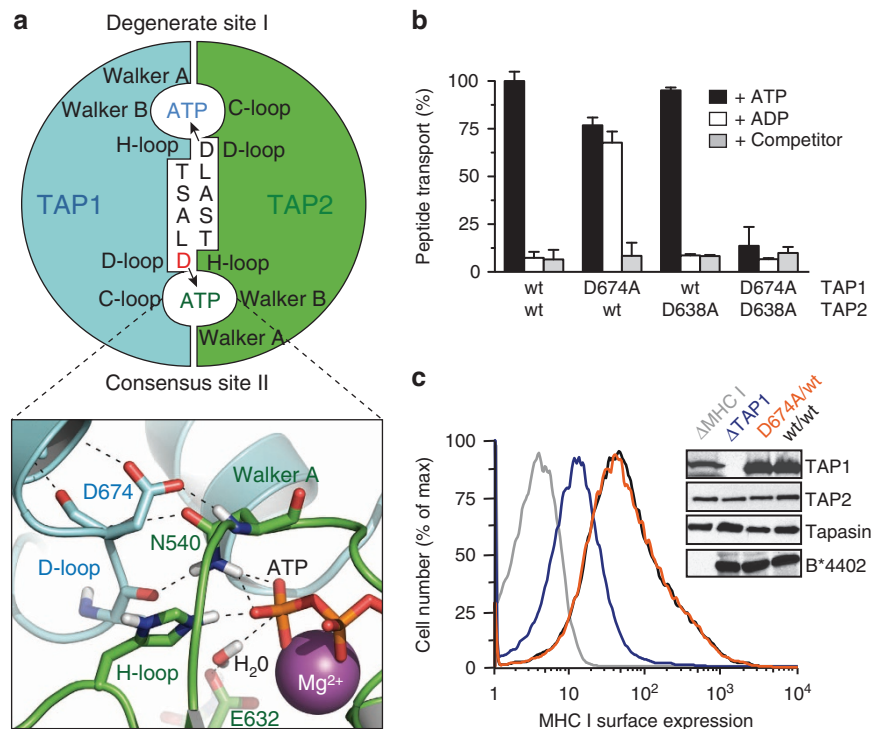 a
Degenerate site I
Walker A
Walker B
ATP
C-loop
H-loop
D-loop
D
L
A
S
T
T
S
A
L
D
TAP1
TAP2
D-loop
H-loop
C-loop
ATP
Walker B
Walker A
Consensus site II
D674
Walker A
N540
D-loop
ATP
H-loop
H₂0
Mg²⁺
E632
b
Peptide transport (%)
100
75
50
25
0
+ ATP
+ ADP
+ Competitor
wt D674A wt D674A TAP1
wt wt D638A D638A TAP2
c
Cell number (% of max)
100
75
50
25
0
1 10 10² 10³ 10⁴
MHC I surface expression
ΔMHC I
ΔTAP1
D674A/wt
wt/wt
TAP1
TAP2
Tapasin
B*4402